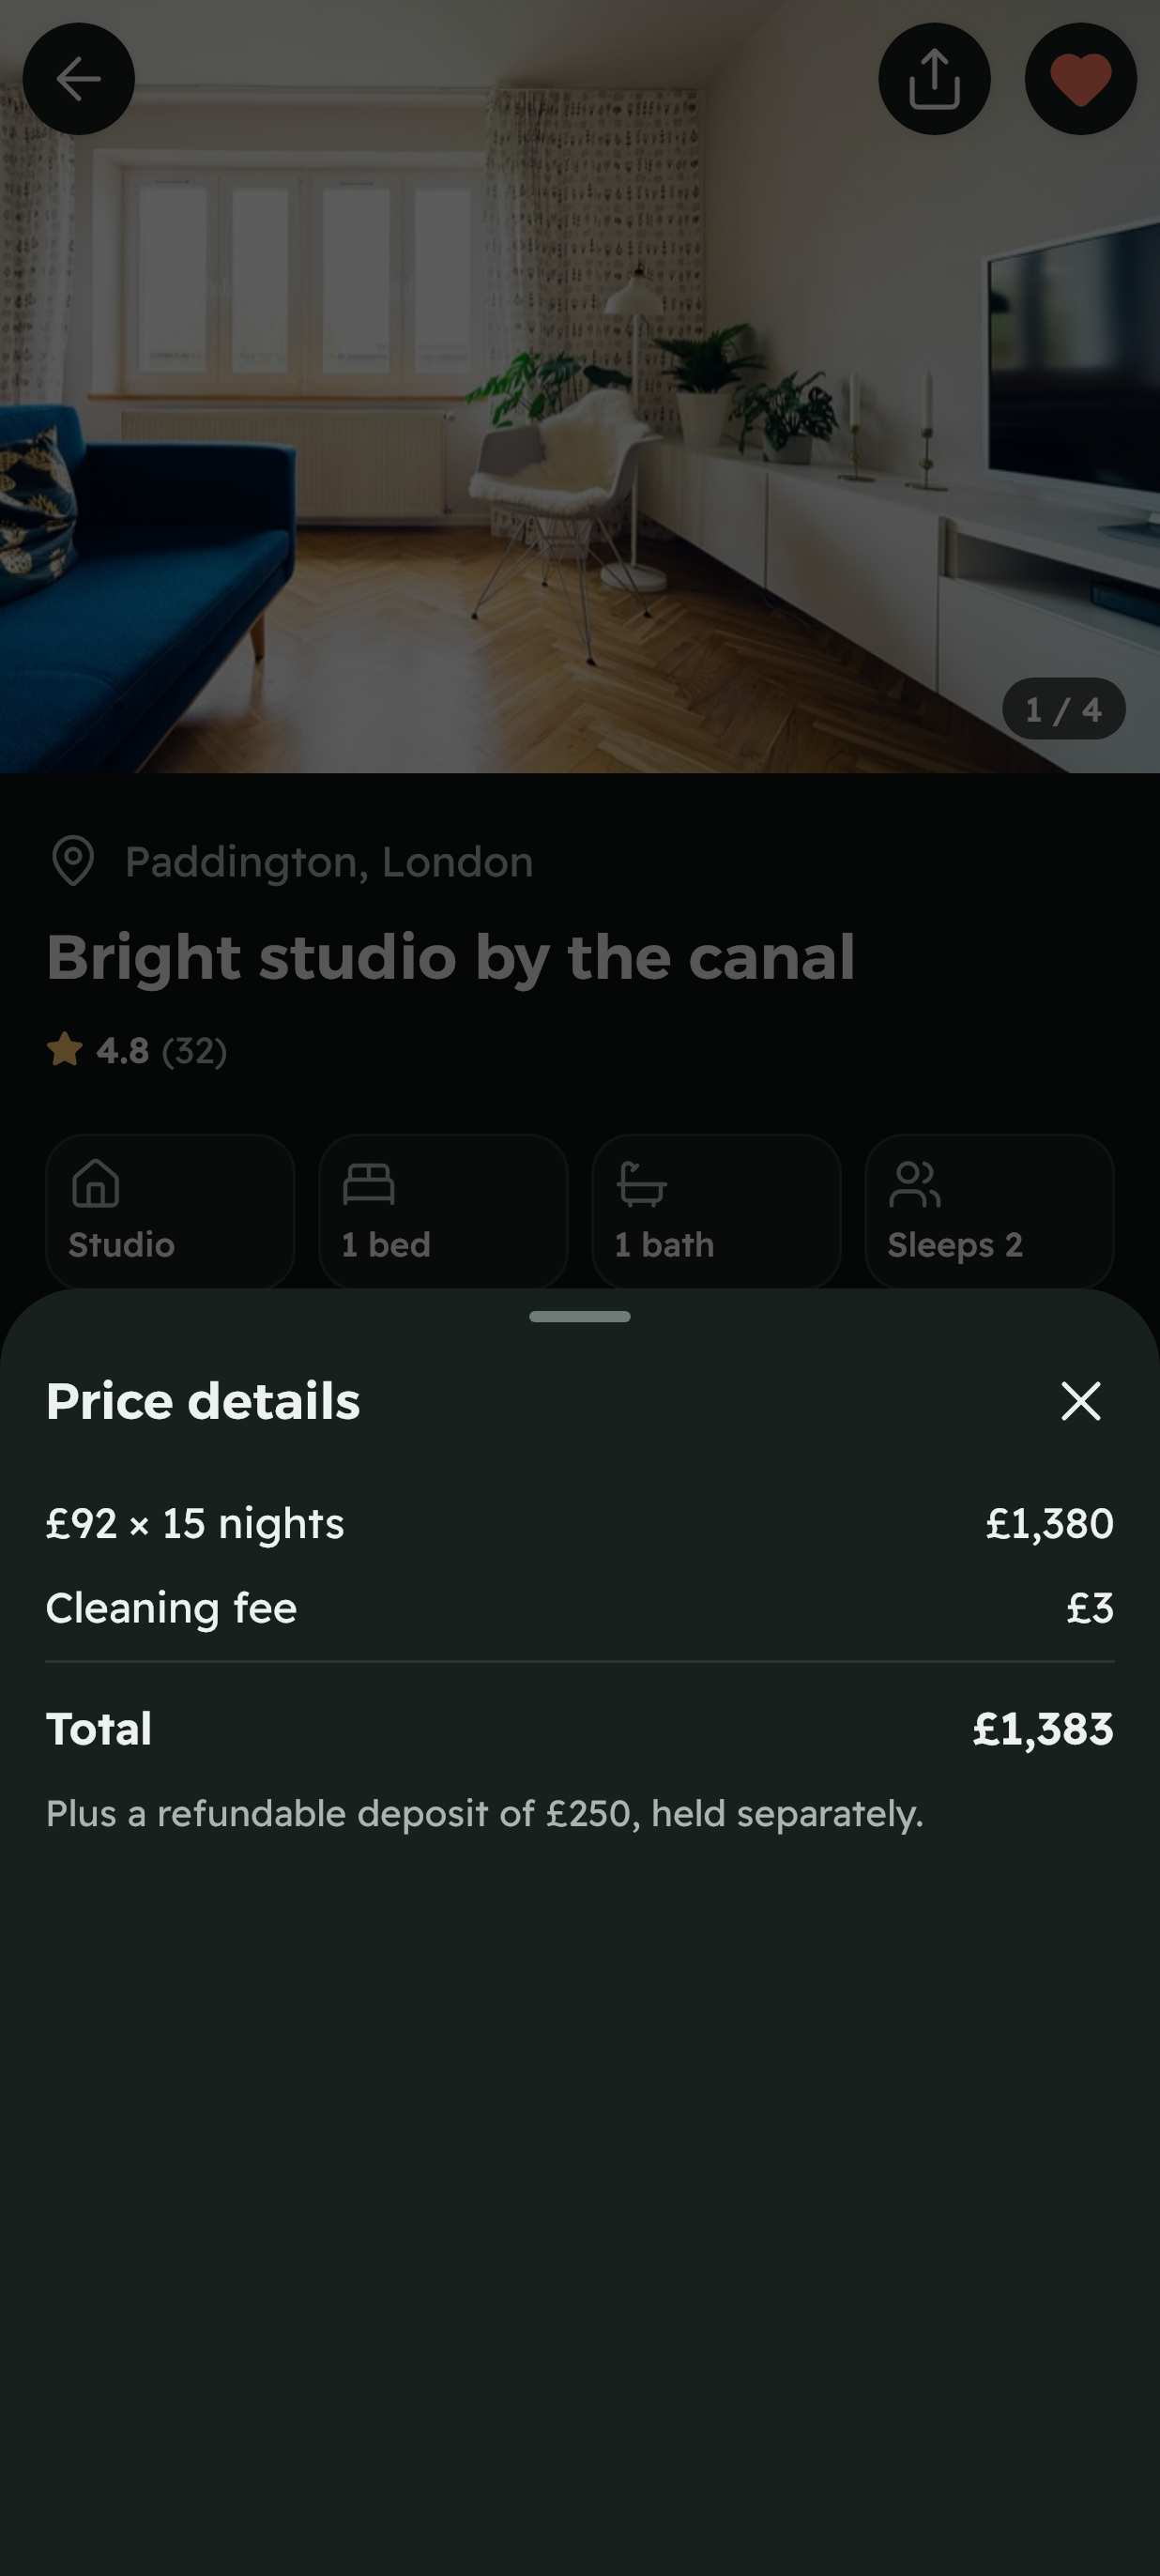 1 / 4
Paddington, London
Bright studio by the canal
4.8 (32)
Studio
1 bed
1 bath
Sleeps 2
Price details
£92 × 15 nights £1,380
Cleaning fee £3
Total £1,383
Plus a refundable deposit of £250, held separately.